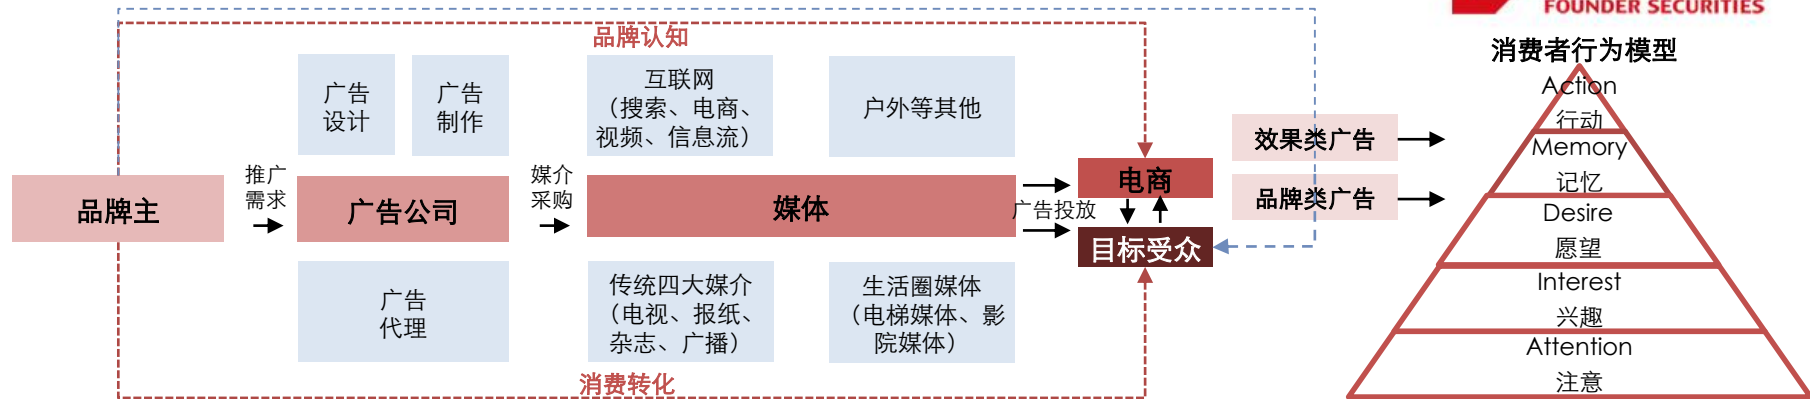 FOUNDER SECURITIES
品牌认知
消费者行为模型
广告
设计
广告
制作
互联网
（搜索、电商、
视频、信息流）
户外等其他
品牌主
推广
需求
广告公司
媒介
采购
媒体
广告投放
电商
目标受众
效果类广告
品牌类广告
广告
代理
传统四大媒介
（电视、报纸、
杂志、广播）
生活圈媒体
（电梯媒体、影
院媒体）
消费转化
Action
行动
Memory
记忆
Desire
愿望
Interest
兴趣
Attention
注意